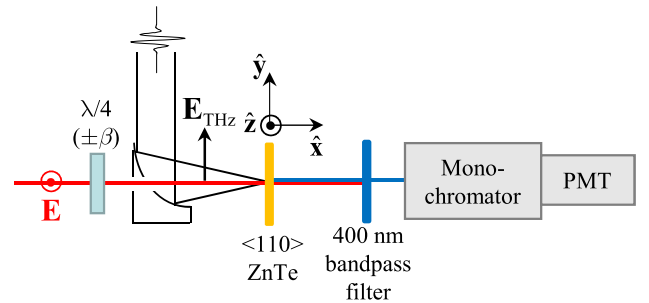 ŷ
λ/4
(±β)
E_THz
ẑ
x̂
E
Mono-
chromator
PMT
<110>
ZnTe
400 nm
bandpass
filter